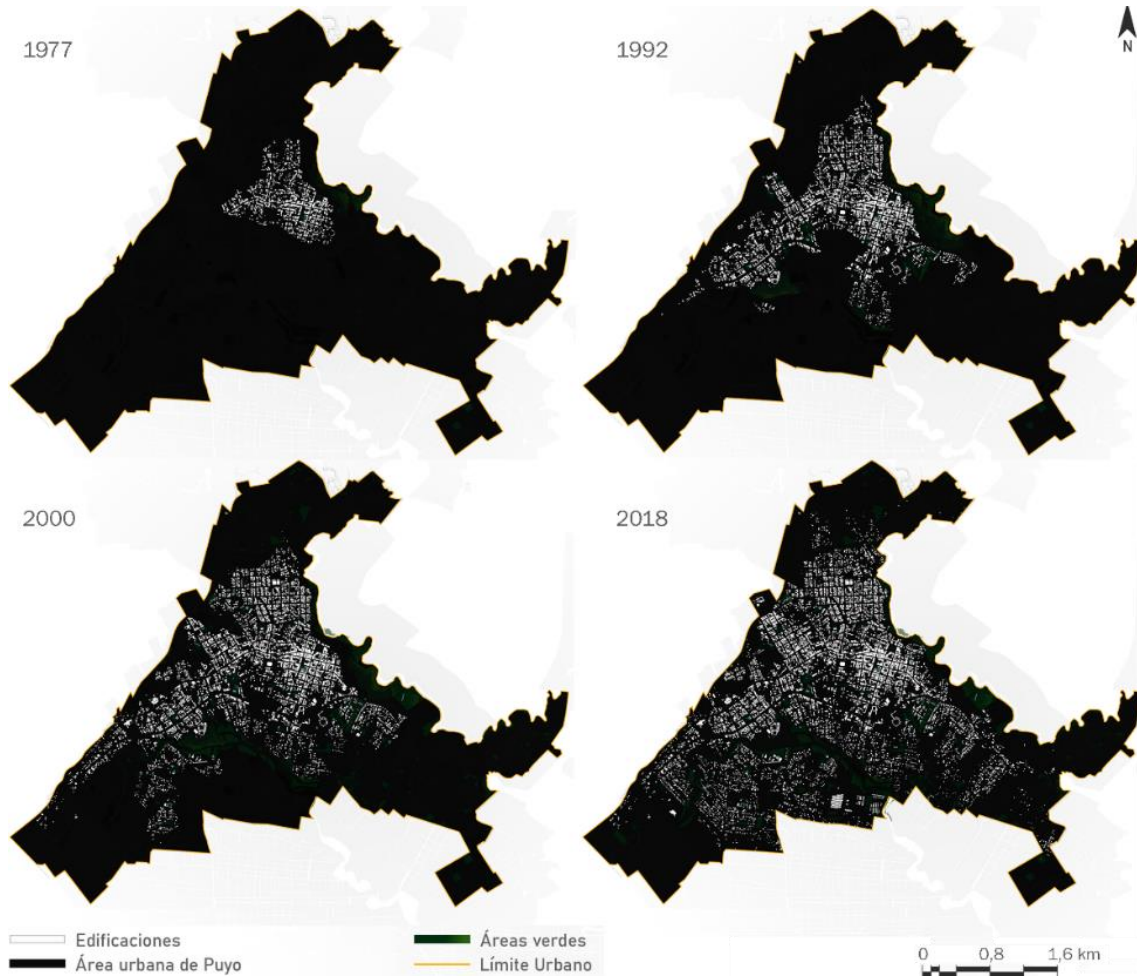 1977
1992
N
2000
2018
Edificaciones
Áreas verdes
Área urbana de Puyo
Límite Urbano
0 0,8 1,6 km